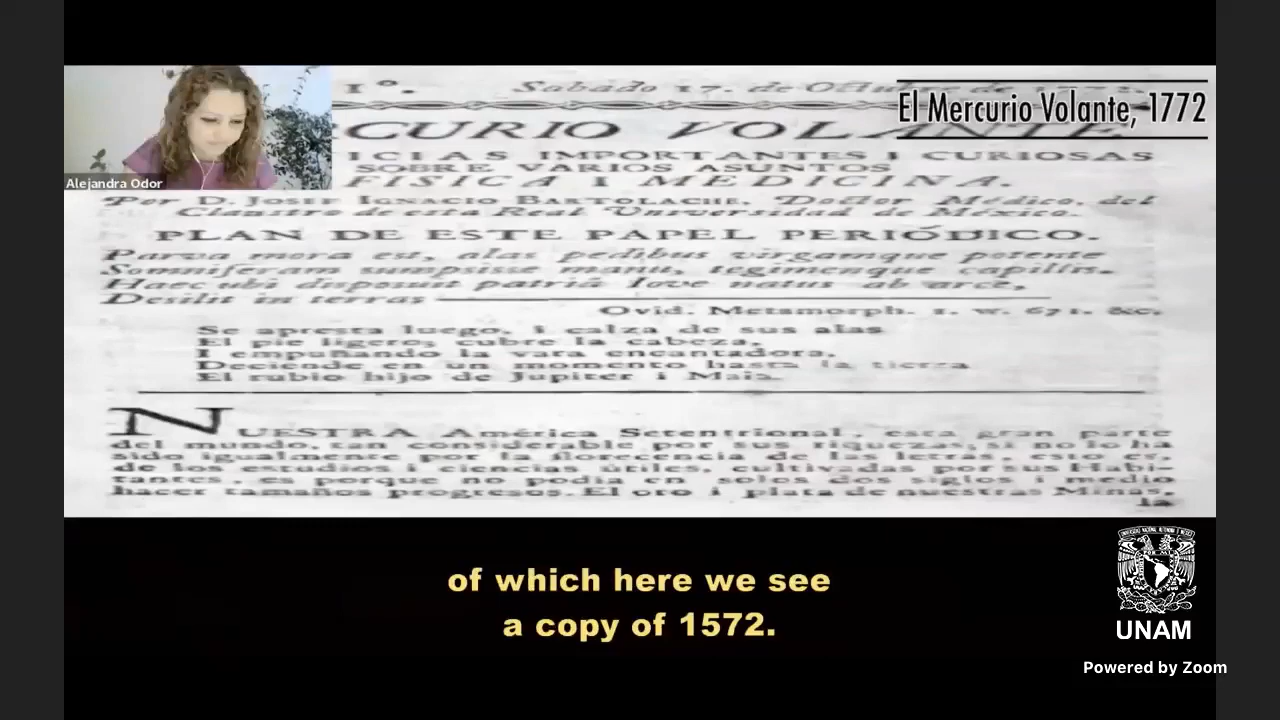 1º. Sabado 17. de
El Mercurio Volante, 1772
CURIO VOLANTE
ICIAS IMPORTANTES I CURIOSAS
SOBRE VARIOS ASUNTOS
FISICA I MEDICINA.
Alejandra Odor
Por D. Josef Ignacio Bartolache, Doctor Médico, del
Claustro de esta Real Universidad de México.
PLAN DE ESTE PAPEL PERIÓDICO.
Parva mora est, alas pedibus virgamque potente
Somniferam sumpsisse manu, tegimenque capillis.
Haec ubi disposuit patriâ Iove natus ab arce,
Desilit in terras
Ovid. Metamorph. 1. v. 671. &c.
Se apresta luego, i calza de sus alas
El pie ligero, cubre la cabeza,
I empuñando la vara encantadora,
Deciende en un momento hasta la tierra
El rubio hijo de Jupiter i Maia.
NUESTRA América Setentrional, esta gran parte
del mundo, tan considerable por sus riquezas, si no lo ha
sido igualmente por la florecencia de las letras, esto es,
de los estudios i ciencias útiles, cultivadas por sus Habi-
tantes, es porque no podia en solos dos siglos i medio
hacer tamaños progresos. El oro i plata de nuestras Minas,
la
of which here we see
a copy of 1572.
UNAM
Powered by Zoom